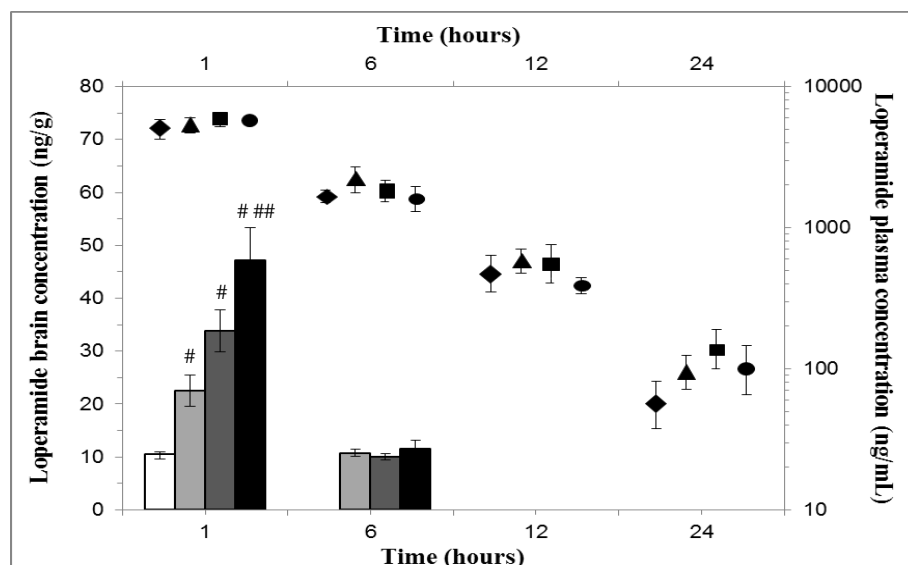 Time (hours)
1 6 12 24
Loperamide brain concentration (ng/g)
80
70
60
50
40
30
20
10
0
# ##
#
#
10000
1000
100
10
Loperamide plasma concentration (ng/mL)
1 6 12 24
Time (hours)